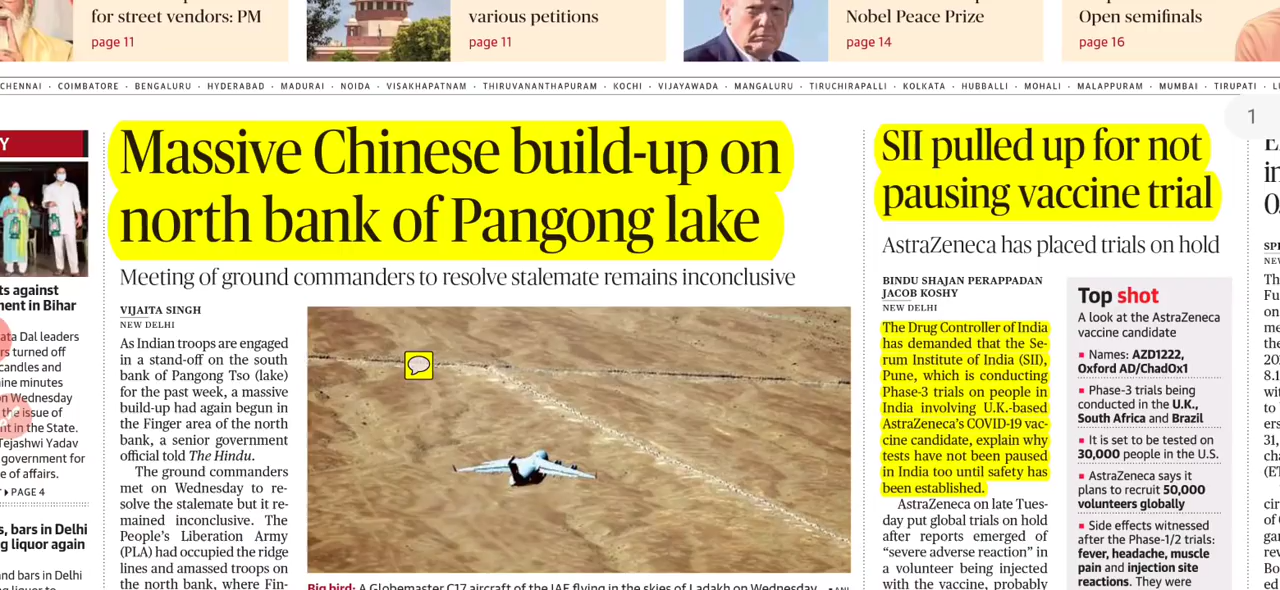 for street vendors: PM
page 11
various petitions
page 11
Nobel Peace Prize
page 14
Open semifinals
page 16
CHENNAI · COIMBATORE · BENGALURU · HYDERABAD · MADURAI · NOIDA · VISAKHAPATNAM · THIRUVANANTHAPURAM · KOCHI · VIJAYAWADA · MANGALURU · TIRUCHIRAPALLI · KOLKATA · HUBBALLI · MOHALI · MALAPPURAM · MUMBAI · TIRUPATI ·
1
Y
ts against
ment in Bihar
Dal leaders
turned off
candles and
nine minutes
on Wednesday
the issue of
in the State.
Tejashwi Yadav
government for
e of affairs.
PAGE 4
s, bars in Delhi
g liquor again
and bars in Delhi
Massive Chinese build-up on
north bank of Pangong lake
Meeting of ground commanders to resolve stalemate remains inconclusive
VIJAITA SINGH
NEW DELHI
As Indian troops are engaged
in a stand-off on the south
bank of Pangong Tso (lake)
for the past week, a massive
build-up had again begun in
the Finger area of the north
bank, a senior government
official told The Hindu.
The ground commanders
met on Wednesday to re-
solve the stalemate but it re-
mained inconclusive. The
People's Liberation Army
(PLA) had occupied the ridge
lines and amassed troops on
the north bank, where Fin-
Big bird: A Globemaster C17 aircraft of the IAF flying in the skies of Ladakh on Wednesday. ANI
SII pulled up for not
pausing vaccine trial
AstraZeneca has placed trials on hold
BINDU SHAJAN PERAPPADAN
JACOB KOSHY
NEW DELHI
The Drug Controller of India
has demanded that the Se-
rum Institute of India (SII),
Pune, which is conducting
Phase-3 trials on people in
India involving U.K.-based
AstraZeneca's COVID-19 vac-
cine candidate, explain why
tests have not been paused
in India too until safety has
been established.
AstraZeneca on late Tues-
day put global trials on hold
after reports emerged of
"severe adverse reaction" in
a volunteer being injected
with the vaccine, probably
Top shot
A look at the AstraZeneca
vaccine candidate
Names: AZD1222,
Oxford AD/ChadOx1
Phase-3 trials being
conducted in the U.K.,
South Africa and Brazil
It is set to be tested on
30,000 people in the U.S.
AstraZeneca says it
plans to recruit 50,000
volunteers globally
Side effects witnessed
after the Phase-1/2 trials:
fever, headache, muscle
pain and injection site
reactions. They were